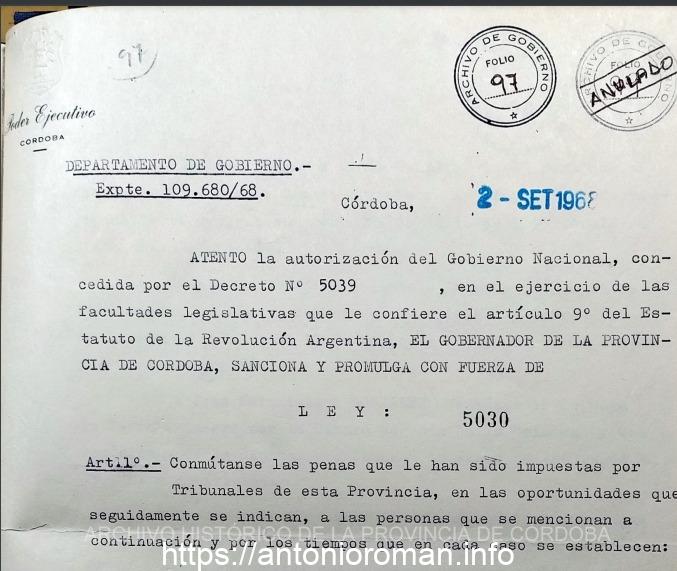 97
ARCHIVO DE GOBIERNO
FOLIO
97
FOLIO
ANULADO
Poder Ejecutivo
CORDOBA
DEPARTAMENTO DE GOBIERNO.-
Expte. 109.680/68.
Córdoba,
2 - SET 1968
ATENTO la autorización del Gobierno Nacional, con-
cedida por el Decreto Nº 5039 , en el ejercicio de las
facultades legislativas que le confiere el artículo 9º del Es-
tatuto de la Revolución Argentina, EL GOBERNADOR DE LA PROVIN-
CIA DE CORDOBA, SANCIONA Y PROMULGA CON FUERZA DE
L E Y :
5030
Art11º.- Conmútanse las penas que le han sido impuestas por
Tribunales de esta Provincia, en las oportunidades que
seguidamente se indican, a las personas que se mencionan a
ARCHIVO HISTÓRICO DE LA PROVINCIA DE CÓRDOBA
continuación y por los tiempos que en cada caso se establecen:
https://antonioroman.info